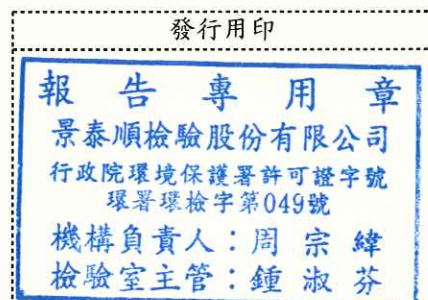 發行用印
報告專用章
景泰順檢驗股份有限公司
行政院環境保護署許可證字號
環署環檢字第049號
機構負責人：周宗緯
檢驗室主管：鍾淑芬